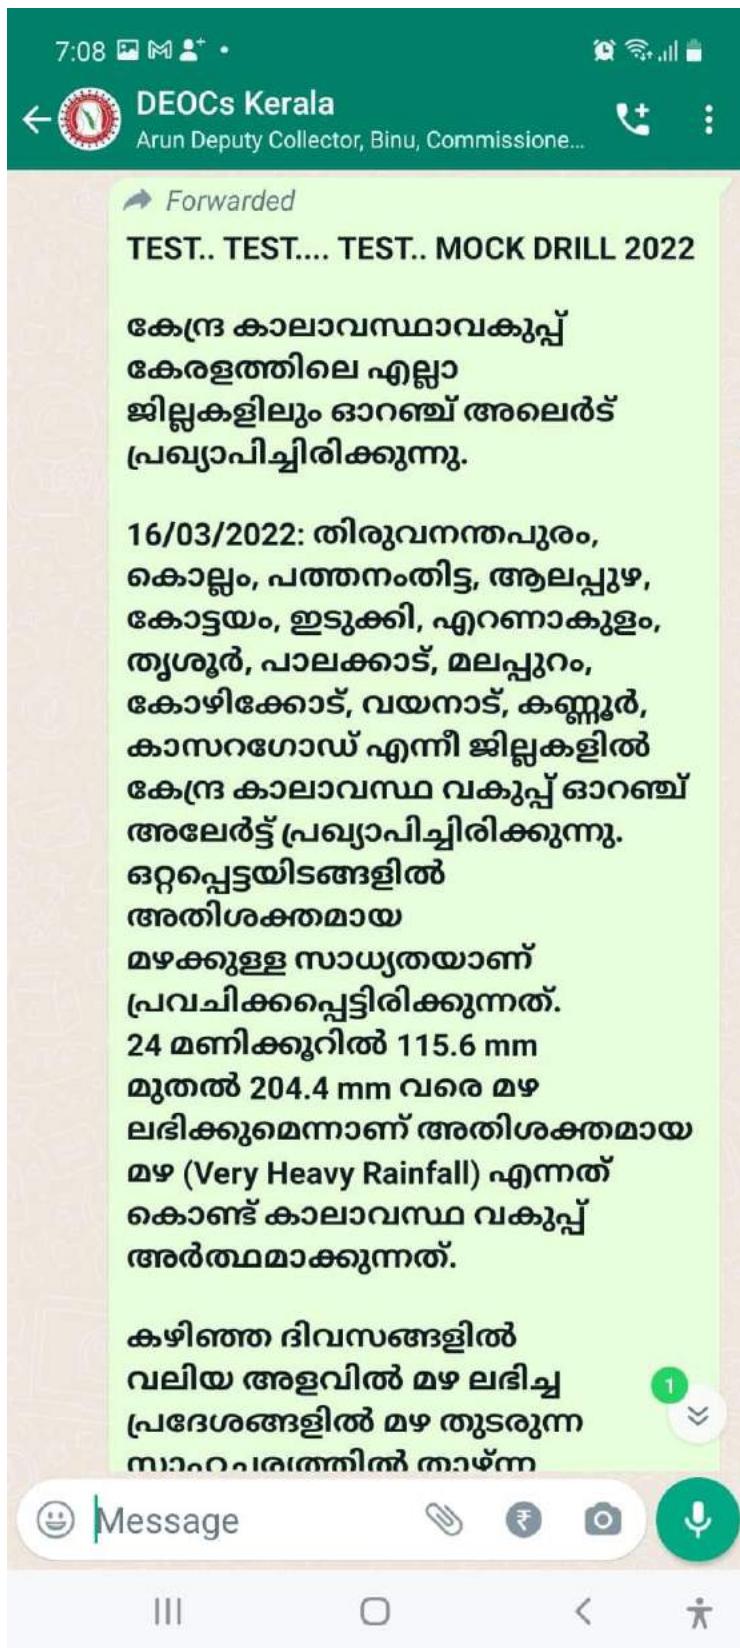 7:08
DEOCs Kerala
Arun Deputy Collector, Binu, Commissione...
Forwarded
TEST.. TEST.... TEST.. MOCK DRILL 2022
കേന്ദ്ര കാലാവസ്ഥാവകുപ്പ്
കേരളത്തിലെ എല്ലാ
ജില്ലകളിലും ഓറഞ്ച് അലെർട്
പ്രഖ്യാപിച്ചിരിക്കുന്നു.
16/03/2022: തിരുവനന്തപുരം,
കൊല്ലം, പത്തനംതിട്ട, ആലപ്പുഴ,
കോട്ടയം, ഇടുക്കി, എറണാകുളം,
തൃശൂർ, പാലക്കാട്, മലപ്പുറം,
കോഴിക്കോട്, വയനാട്, കണ്ണൂർ,
കാസറഗോഡ് എന്നീ ജില്ലകളിൽ
കേന്ദ്ര കാലാവസ്ഥ വകുപ്പ് ഓറഞ്ച്
അലേർട്ട് പ്രഖ്യാപിച്ചിരിക്കുന്നു.
ഒറ്റപ്പെട്ടയിടങ്ങളിൽ
അതിശക്തമായ
മഴക്കുള്ള സാധ്യതയാണ്
പ്രവചിക്കപ്പെട്ടിരിക്കുന്നത്.
24 മണിക്കൂറിൽ 115.6 mm
മുതൽ 204.4 mm വരെ മഴ
ലഭിക്കുമെന്നാണ് അതിശക്തമായ
മഴ (Very Heavy Rainfall) എന്നത്
കൊണ്ട് കാലാവസ്ഥ വകുപ്പ്
അർത്ഥമാക്കുന്നത്.
കഴിഞ്ഞ ദിവസങ്ങളിൽ
വലിയ അളവിൽ മഴ ലഭിച്ച
പ്രദേശങ്ങളിൽ മഴ തുടരുന്ന
സാഹചര്യത്തിൽ താഴ്ന്ന
1
Message